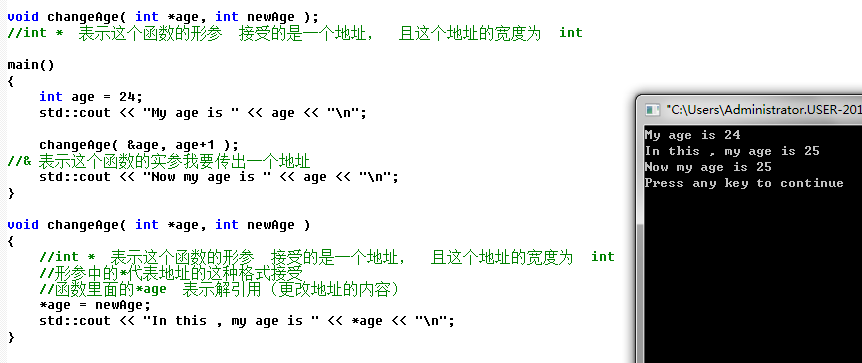 void changeAge( int *age, int newAge );
//int * 表示这个函数的形参 接受的是一个地址， 且这个地址的宽度为 int
main()
{
int age = 24;
std::cout << "My age is " << age << "\n";
changeAge( &age, age+1 );
//& 表示这个函数的实参我要传出一个地址
std::cout << "Now my age is " << age << "\n";
}
void changeAge( int *age, int newAge )
{
//int * 表示这个函数的形参 接受的是一个地址， 且这个地址的宽度为 int
//形参中的*代表地址的这种格式接受
//函数里面的*age 表示解引用（更改地址的内容）
*age = newAge;
std::cout << "In this , my age is " << *age << "\n";
}
"C:\Users\Administrator.USER-201
My age is 24
In this , my age is 25
Now my age is 25
Press any key to continue